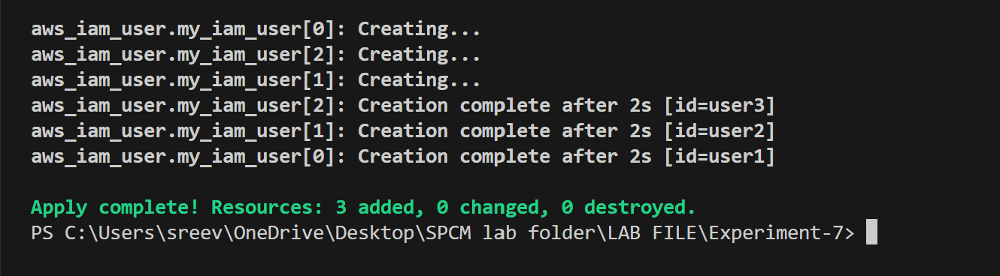 aws_iam_user.my_iam_user[0]: Creating...
aws_iam_user.my_iam_user[2]: Creating...
aws_iam_user.my_iam_user[1]: Creating...
aws_iam_user.my_iam_user[2]: Creation complete after 2s [id=user3]
aws_iam_user.my_iam_user[1]: Creation complete after 2s [id=user2]
aws_iam_user.my_iam_user[0]: Creation complete after 2s [id=user1]
Apply complete! Resources: 3 added, 0 changed, 0 destroyed.
PS C:\Users\sreev\OneDrive\Desktop\SPCM lab folder\LAB FILE\Experiment-7>